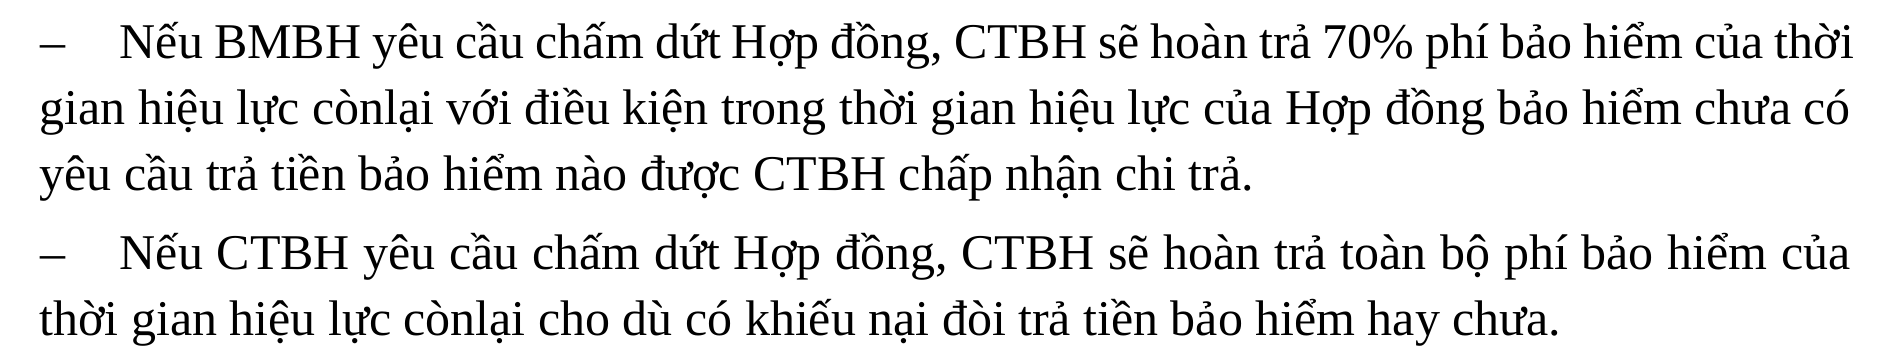 – Nếu BMBH yêu cầu chấm dứt Hợp đồng, CTBH sẽ hoàn trả 70% phí bảo hiểm của thời
gian hiệu lực cònlại với điều kiện trong thời gian hiệu lực của Hợp đồng bảo hiểm chưa có
yêu cầu trả tiền bảo hiểm nào được CTBH chấp nhận chi trả.
– Nếu CTBH yêu cầu chấm dứt Hợp đồng, CTBH sẽ hoàn trả toàn bộ phí bảo hiểm của
thời gian hiệu lực cònlại cho dù có khiếu nại đòi trả tiền bảo hiểm hay chưa.